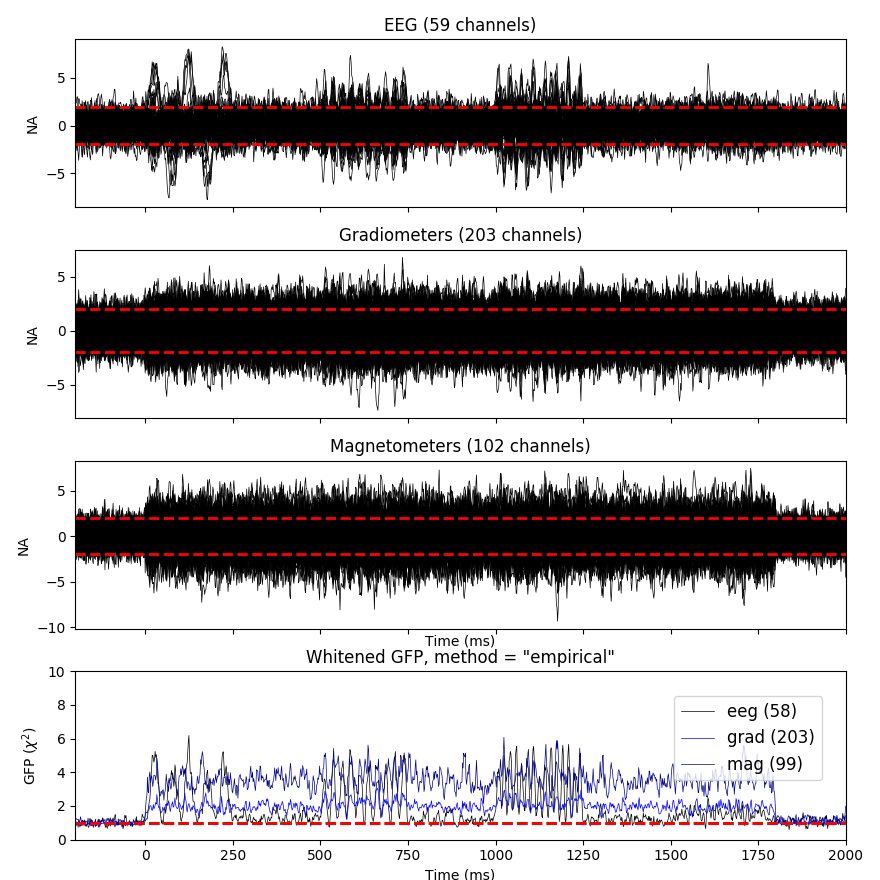 EEG (59 channels)
5
0
−5
NA
Gradiometers (203 channels)
5
0
−5
NA
Magnetometers (102 channels)
5
0
−5
−10
NA
Time (ms)
Whitened GFP, method = "empirical"
10
8
6
4
2
0
GFP (χ²)
eeg (58)
grad (203)
mag (99)
0 250 500 750 1000 1250 1500 1750 2000
Time (ms)